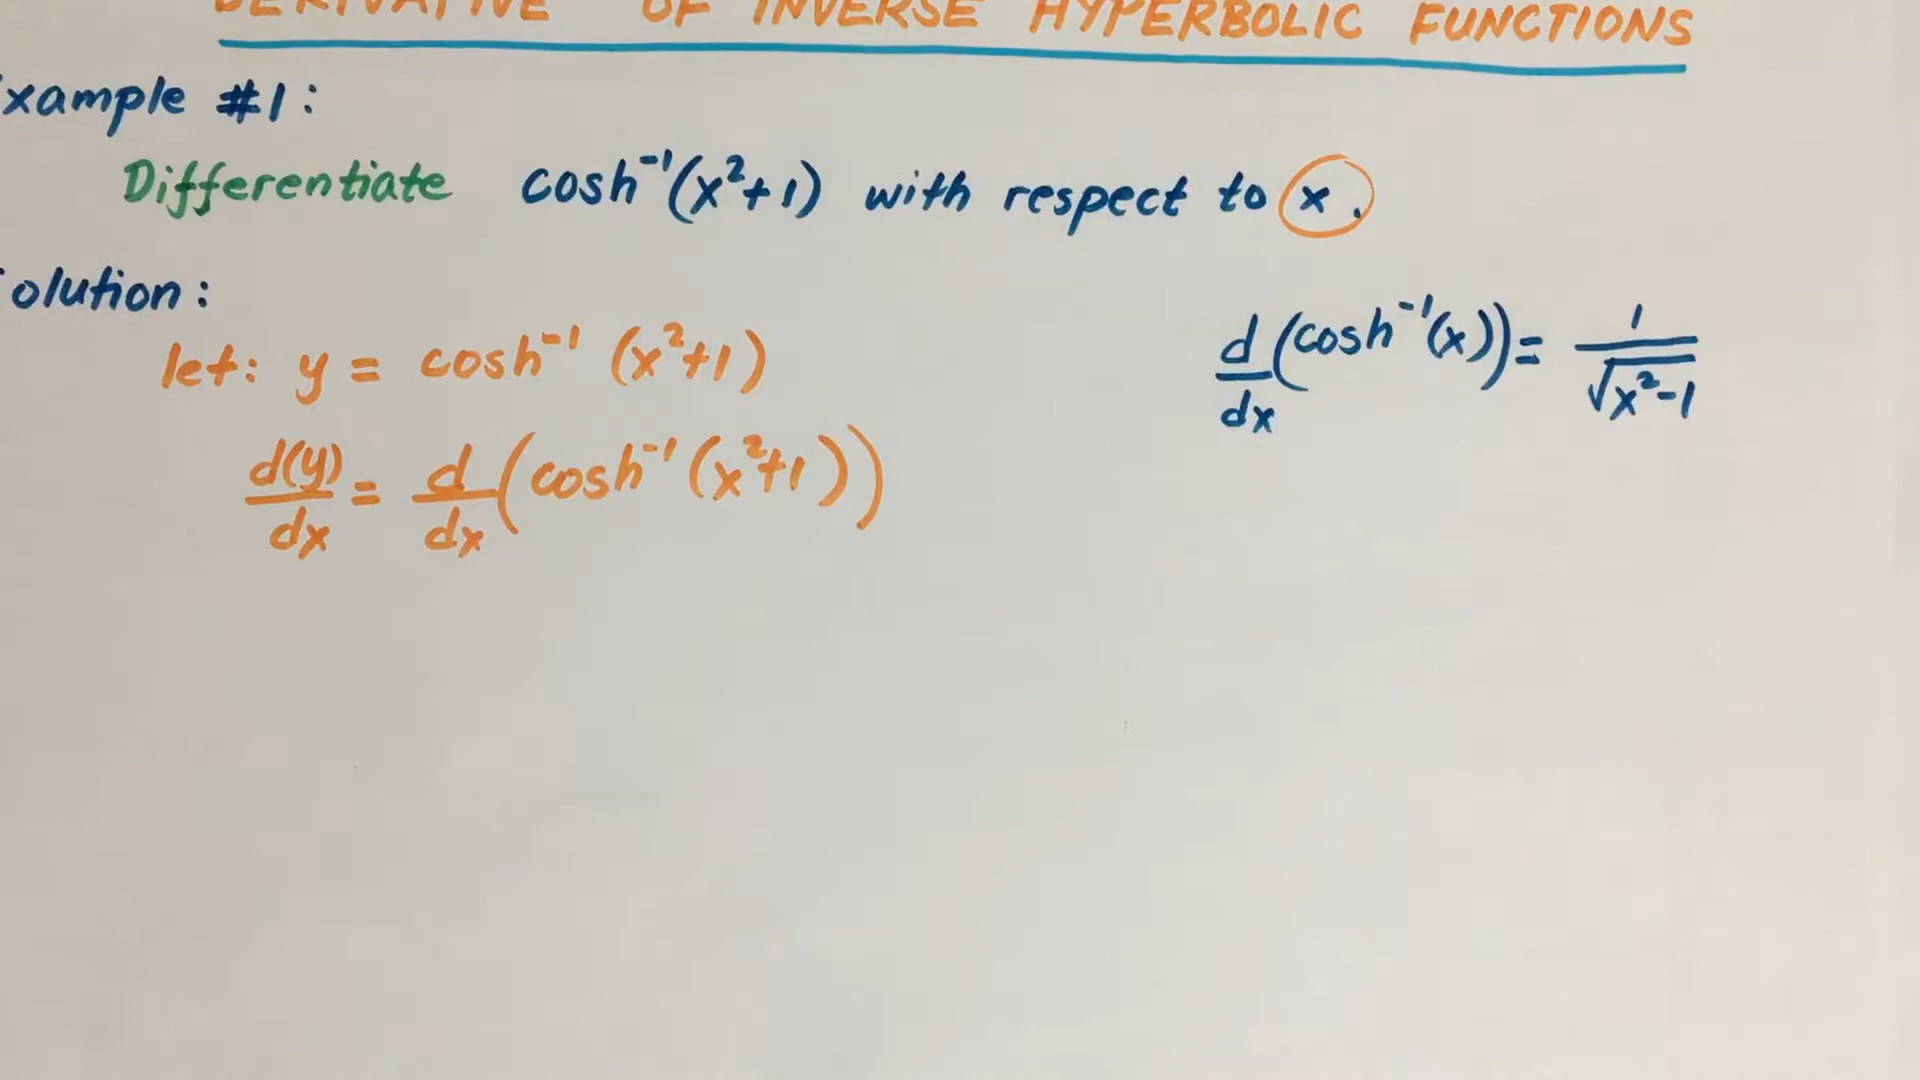 DERIVATIVE OF INVERSE HYPERBOLIC FUNCTIONS
xample #1:
Differentiate cosh⁻¹(x²+1) with respect to x.
olution:
let: y = cosh⁻¹ (x²+1)
d(y)/dx = d/dx (cosh⁻¹(x²+1))
d/dx (cosh⁻¹(x)) = 1/√(x²-1)